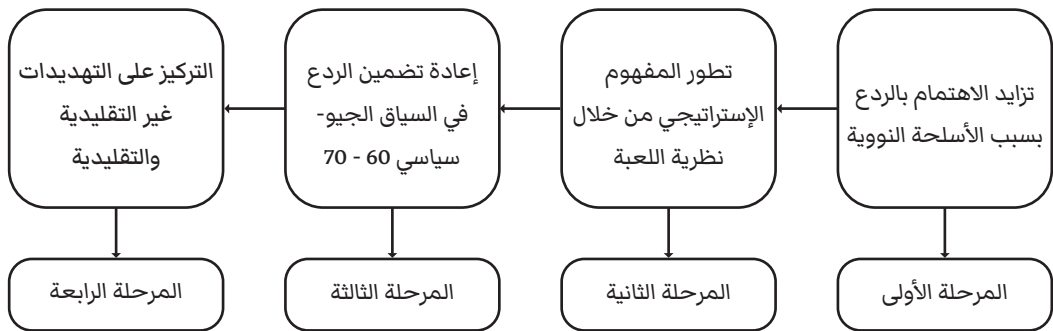 تزايد الاهتمام بالردع
بسبب الأسلحة النووية
تطور المفهوم
الإستراتيجي من خلال
نظرية اللعبة
إعادة تضمين الردع
في السياق الجيو-
سياسي 60 - 70
التركيز على التهديدات
غير التقليدية
والتقليدية
المرحلة الأولى
المرحلة الثانية
المرحلة الثالثة
المرحلة الرابعة